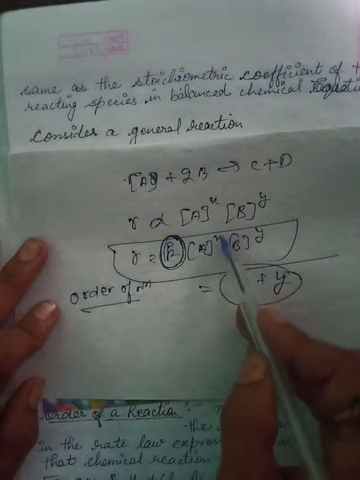 same as the stoichiometric coefficient of
reacting species in balanced chemical Equati
Consider a general reaction
[A] + 2B → C + D
r ∝ [A]^x [B]^y
r = k [A]^x [B]^y
order of rxn = + y
order of a Reaction :-
the
in the rate law expre
that chemical reaction